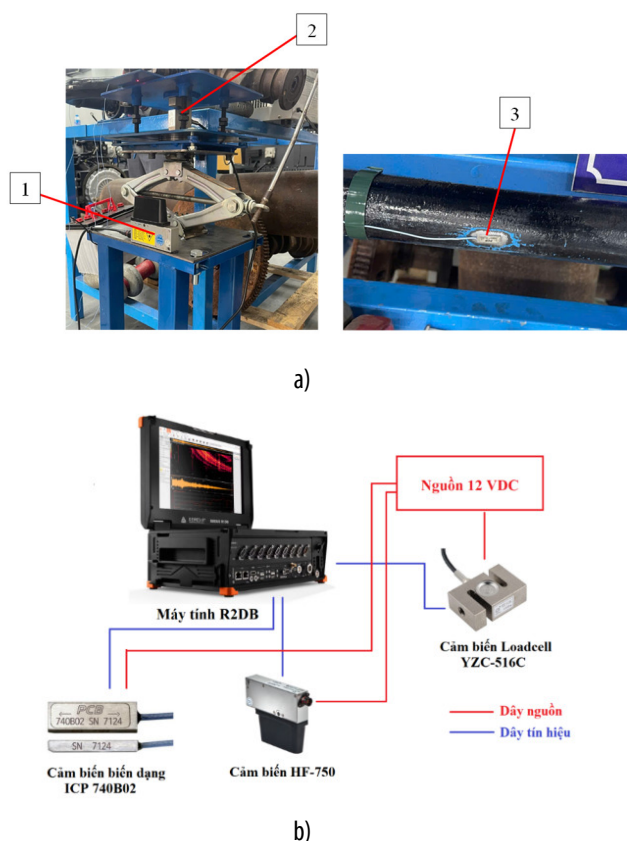 2
3
1
a)
Nguồn 12 VDC
Máy tính R2DB
Cảm biến Loadcell
YZC-516C
PCB
740B02 SN 7124
SN 7124
Cảm biến biến dạng
ICP 740B02
Cảm biến HF-750
Dây nguồn
Dây tín hiệu
b)